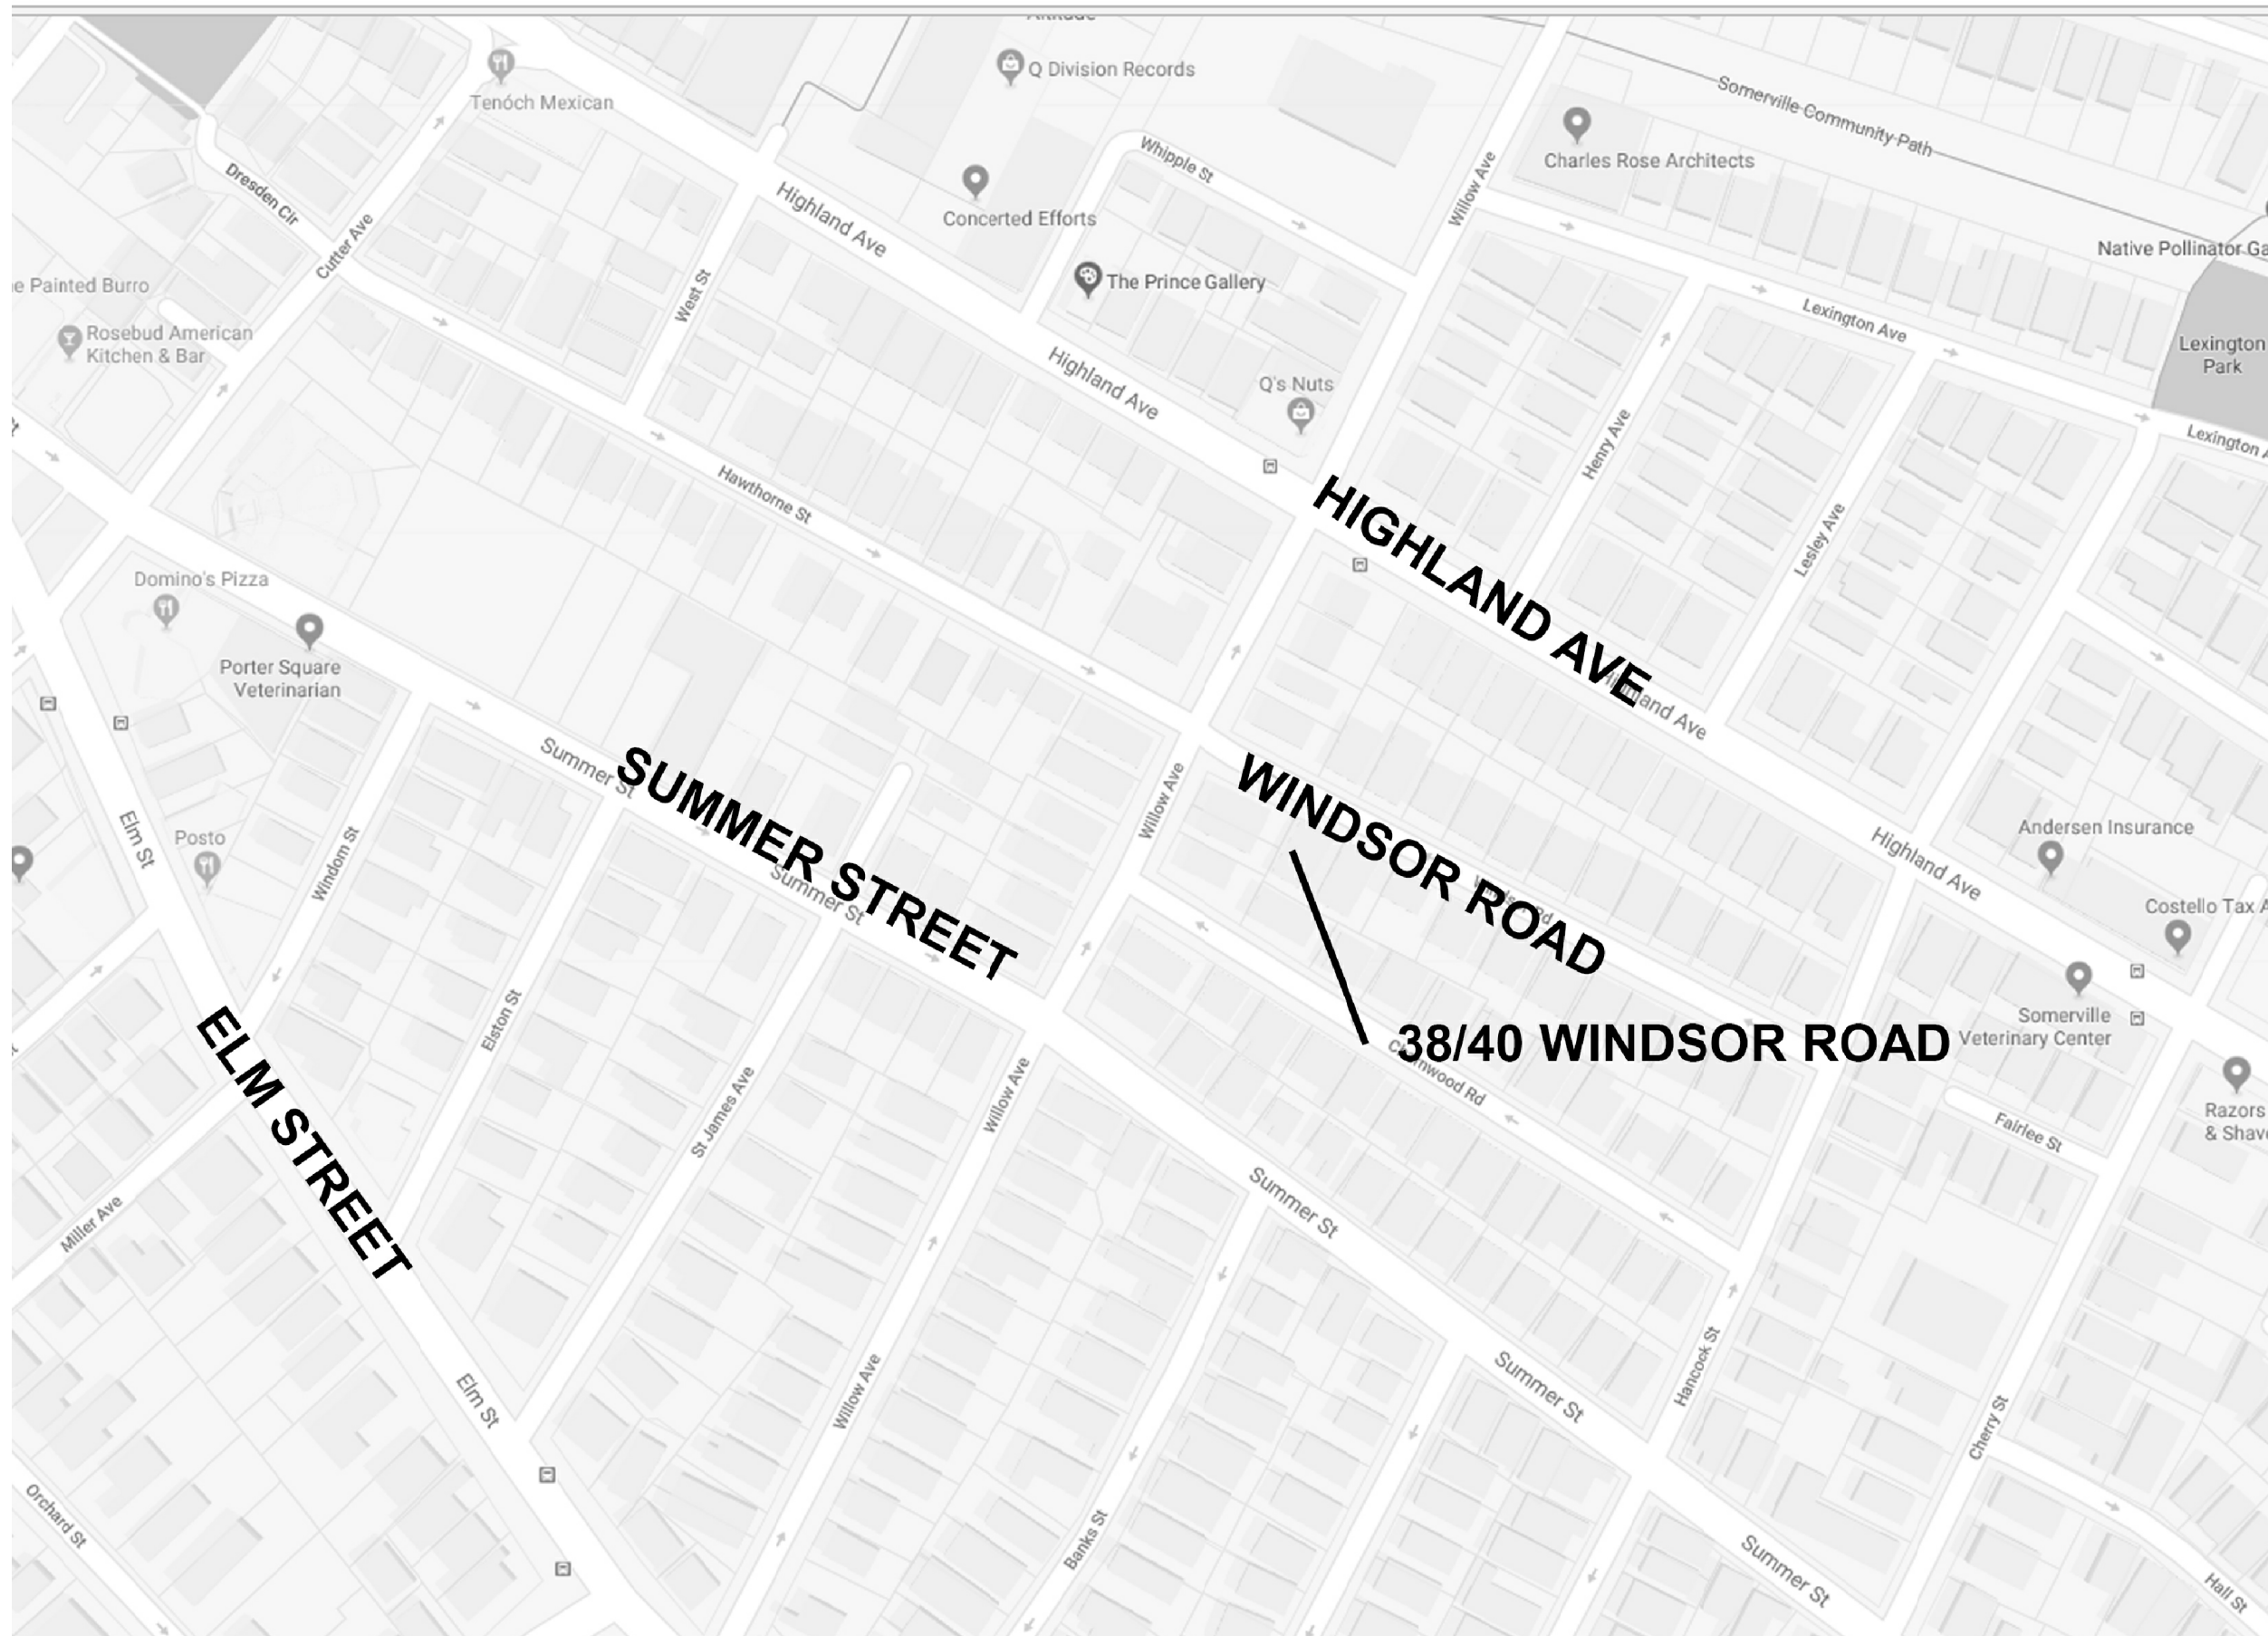 Q Division Records
Tenóch Mexican
Somerville Community Path
Charles Rose Architects
Whipple St
Dresden Cir
Cutter Ave
Highland Ave
Willow Ave
Concerted Efforts
Native Pollinator Ga
e Painted Burro
West St
The Prince Gallery
Lexington Ave
Rosebud American
Kitchen & Bar
Lexington
Park
Highland Ave
Q's Nuts
Henry Ave
Lexington A
Hawthorne St
HIGHLAND AVE
Lesley Ave
Domino's Pizza
Porter Square
Veterinarian
Highland Ave
Summer St
SUMMER STREET
WINDSOR ROAD
Willow Ave
Elm St
Posto
Windom St
Summer St
Highland Ave
Andersen Insurance
Costello Tax A
Elston St
ELM STREET
38/40 WINDSOR ROAD
Somerville
Veterinary Center
St James Ave
Willow Ave
Razors
& Shav
Fairlee St
Miller Ave
Summer St
Elm St
Willow Ave
Summer St
Hancock St
Cherry St
Orchard St
Banks St
Summer St
Hall St